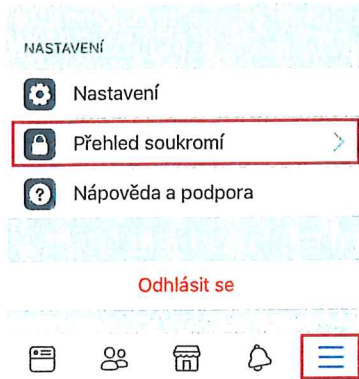 NASTAVENÍ
Nastavení
Přehled soukromí
Nápověda a podpora
Odhlásit se